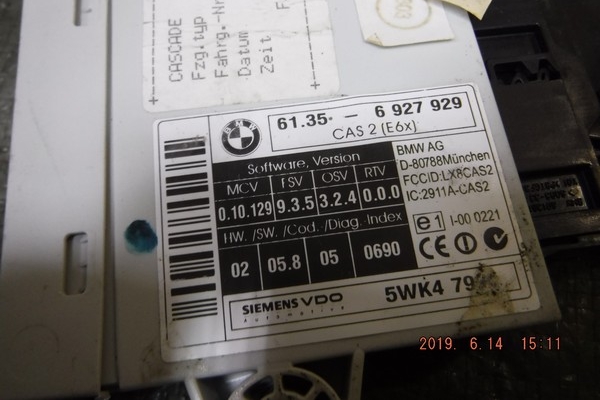 CASCADE
Fzg.typ
Fahrg.-Nr
Datum
Zeit
BMW
61.35 - 6 927 929
CAS 2 (E6x)
Software, Version
MCV FSV OSV RTV
0.10.129 9.3.5 3.2.4 0.0.0
HW. /SW. /Cod. /Diag. Index
02 05.8 05 0690
BMW AG
D-80788München
FCCID:LX8CAS2
IC:2911A-CAS2
e1 I-00 0221
CE
SIEMENS VDO
Automotive
5WK4
2019. 6.14 15:11